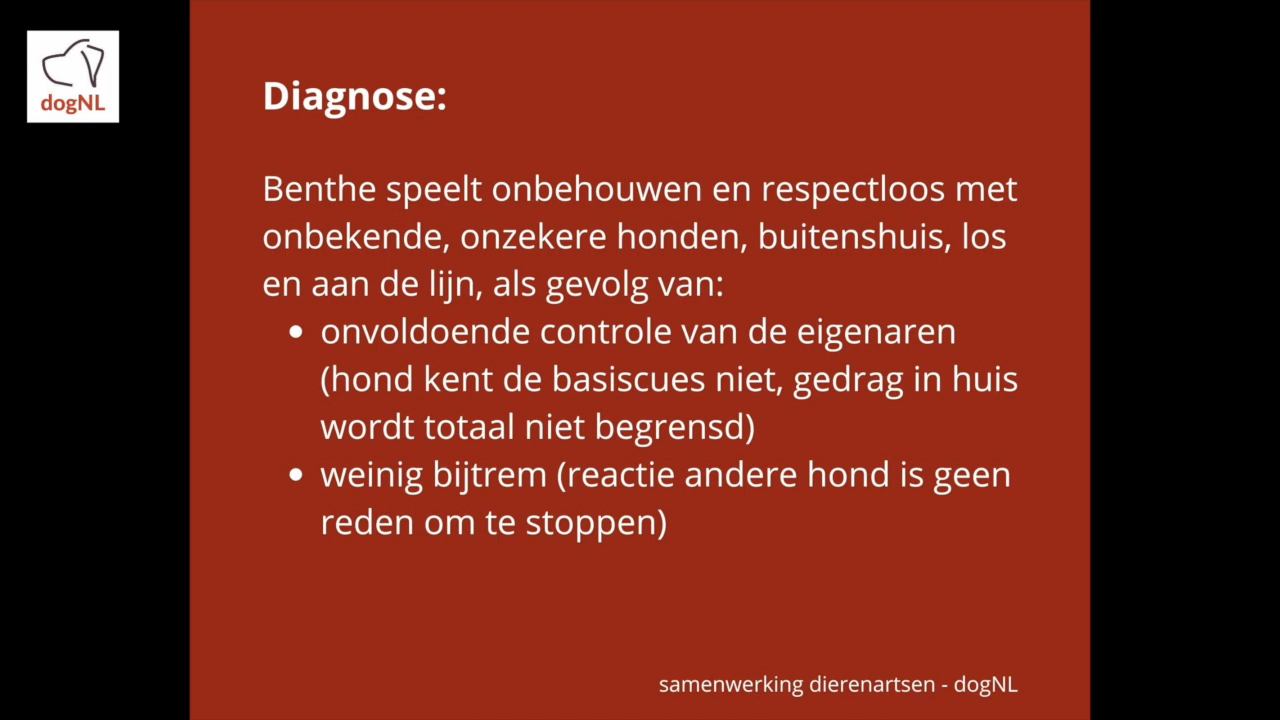 dogNL
Diagnose:
Benthe speelt onbehouwen en respectloos met
onbekende, onzekere honden, buitenshuis, los
en aan de lijn, als gevolg van:
• onvoldoende controle van de eigenaren
(hond kent de basiscues niet, gedrag in huis
wordt totaal niet begrensd)
• weinig bijtrem (reactie andere hond is geen
reden om te stoppen)
samenwerking dierenartsen - dogNL